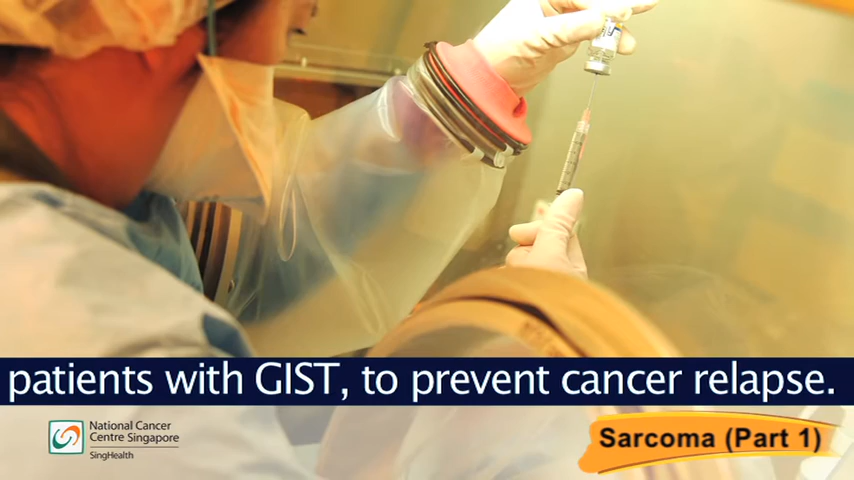 patients with GIST, to prevent cancer relapse.
National Cancer
Centre Singapore
SingHealth
Sarcoma (Part 1)